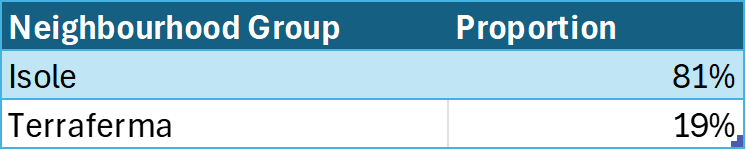 Neighbourhood Group Proportion
Isole 81%
Terraferma 19%